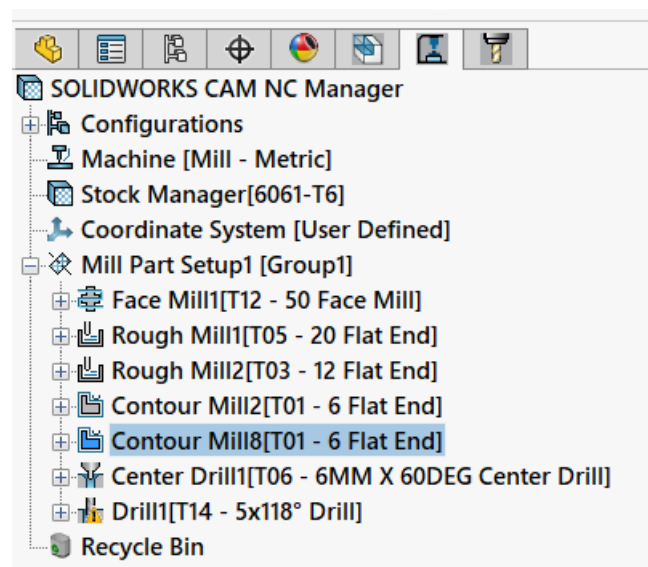 SOLIDWORKS CAM NC Manager
Configurations
Machine [Mill - Metric]
Stock Manager[6061-T6]
Coordinate System [User Defined]
Mill Part Setup1 [Group1]
Face Mill1[T12 - 50 Face Mill]
Rough Mill1[T05 - 20 Flat End]
Rough Mill2[T03 - 12 Flat End]
Contour Mill2[T01 - 6 Flat End]
Contour Mill8[T01 - 6 Flat End]
Center Drill1[T06 - 6MM X 60DEG Center Drill]
Drill1[T14 - 5x118° Drill]
Recycle Bin